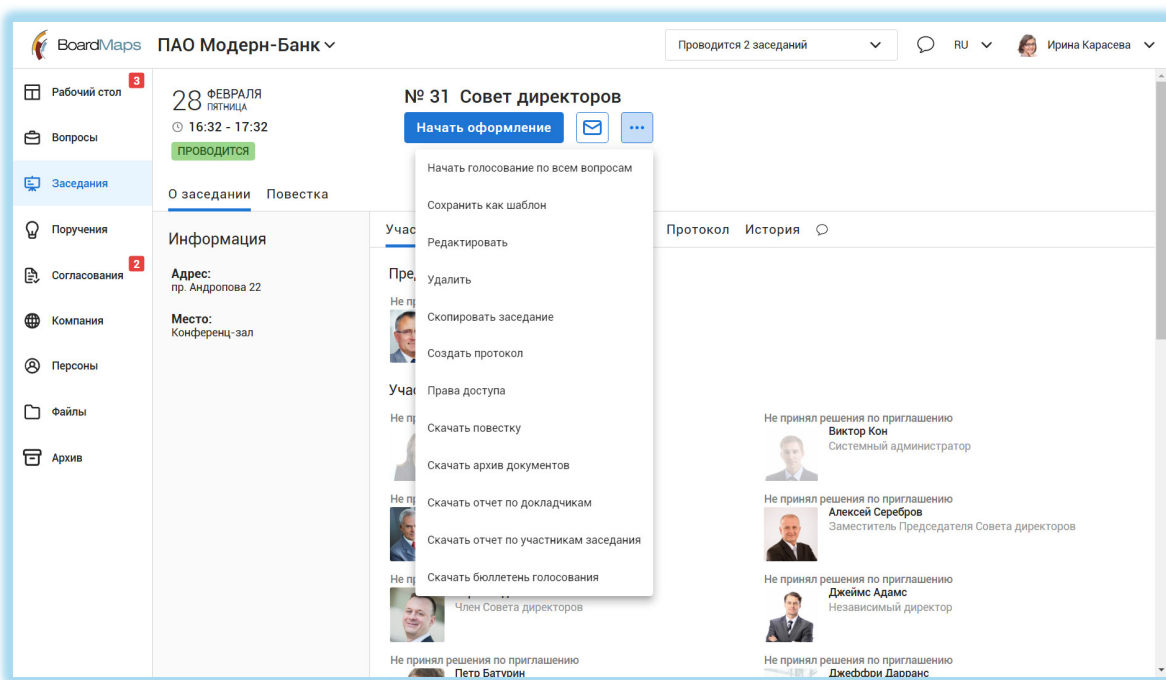 BoardMaps
ПАО Модерн-Банк
Проводится 2 заседаний
RU
Ирина Карасева
Рабочий стол
3
Вопросы
Заседания
Поручения
Согласования
2
Компания
Персоны
Файлы
Архив
28 ФЕВРАЛЯ
ПЯТНИЦА
16:32 - 17:32
ПРОВОДИТСЯ
№ 31 Совет директоров
Начать оформление
О заседании Повестка
Информация
Адрес:
пр. Андропова 22
Место:
Конференц-зал
Начать голосование по всем вопросам
Сохранить как шаблон
Редактировать
Удалить
Скопировать заседание
Создать протокол
Права доступа
Скачать повестку
Скачать архив документов
Скачать отчет по докладчикам
Скачать отчет по участникам заседания
Скачать бюллетень голосования
Протокол История
Не принял решения по приглашению
Виктор Кон
Системный администратор
Не принял решения по приглашению
Алексей Серебров
Заместитель Председателя Совета директоров
Член Совета директоров
Не принял решения по приглашению
Джеймс Адамс
Независимый директор
Не принял решения по приглашению
Петр Батурин
Не принял решения по приглашению
Джеффри Дарранс